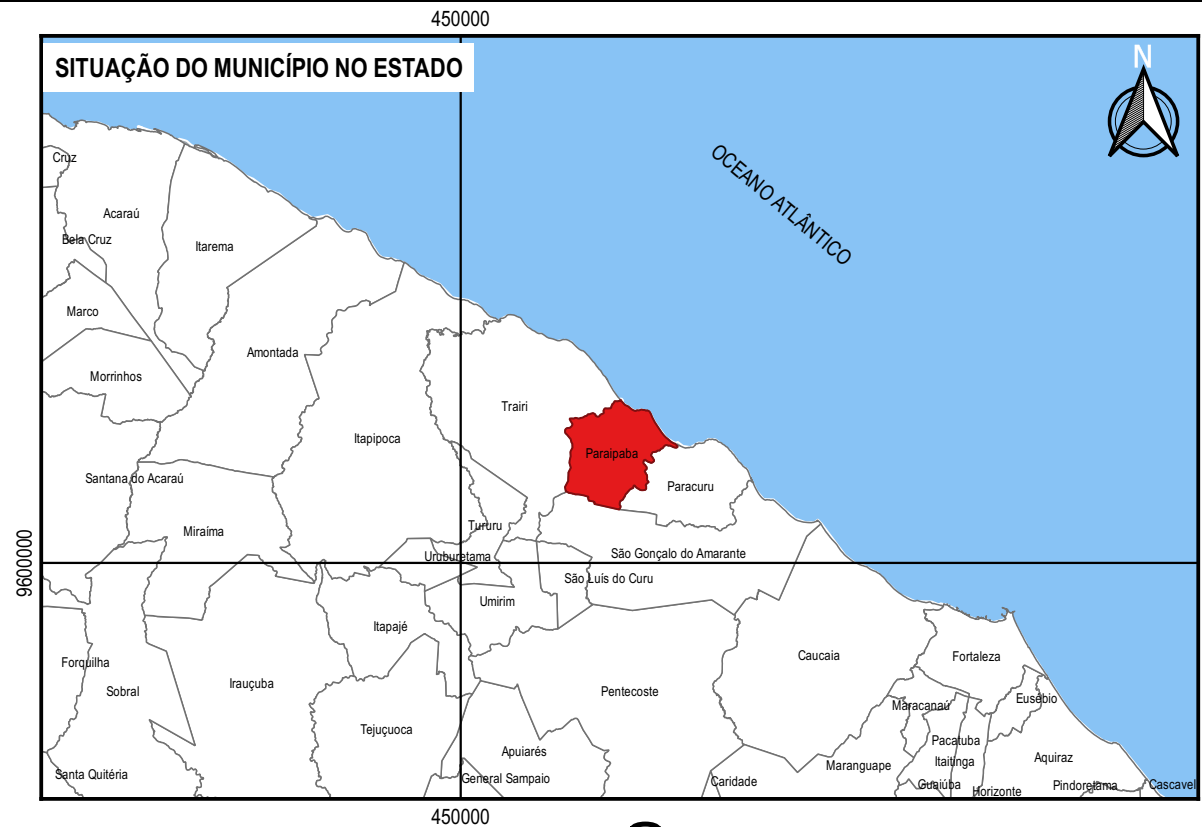 450000
SITUAÇÃO DO MUNICÍPIO NO ESTADO
N
OCEANO ATLÂNTICO
Cruz
Acaraú
Bela Cruz
Itarema
Marco
Amontada
Morrinhos
Trairi
Itapipoca
Paraipaba
Santana do Acaraú
Paracuru
Miraíma
Tururu
Uruburetama
São Gonçalo do Amarante
9600000
São Luís do Curu
Umirim
Itapajé
Caucaia
Fortaleza
Forquilha
Sobral
Irauçuba
Pentecoste
Eusébio
Maracanaú
Tejuçuoca
Pacatuba
Apuiarés
Itaitinga
Aquiraz
Maranguape
Santa Quitéria
General Sampaio
Caridade
Guaiúba
Horizonte
Pindoretama
Cascavel
450000